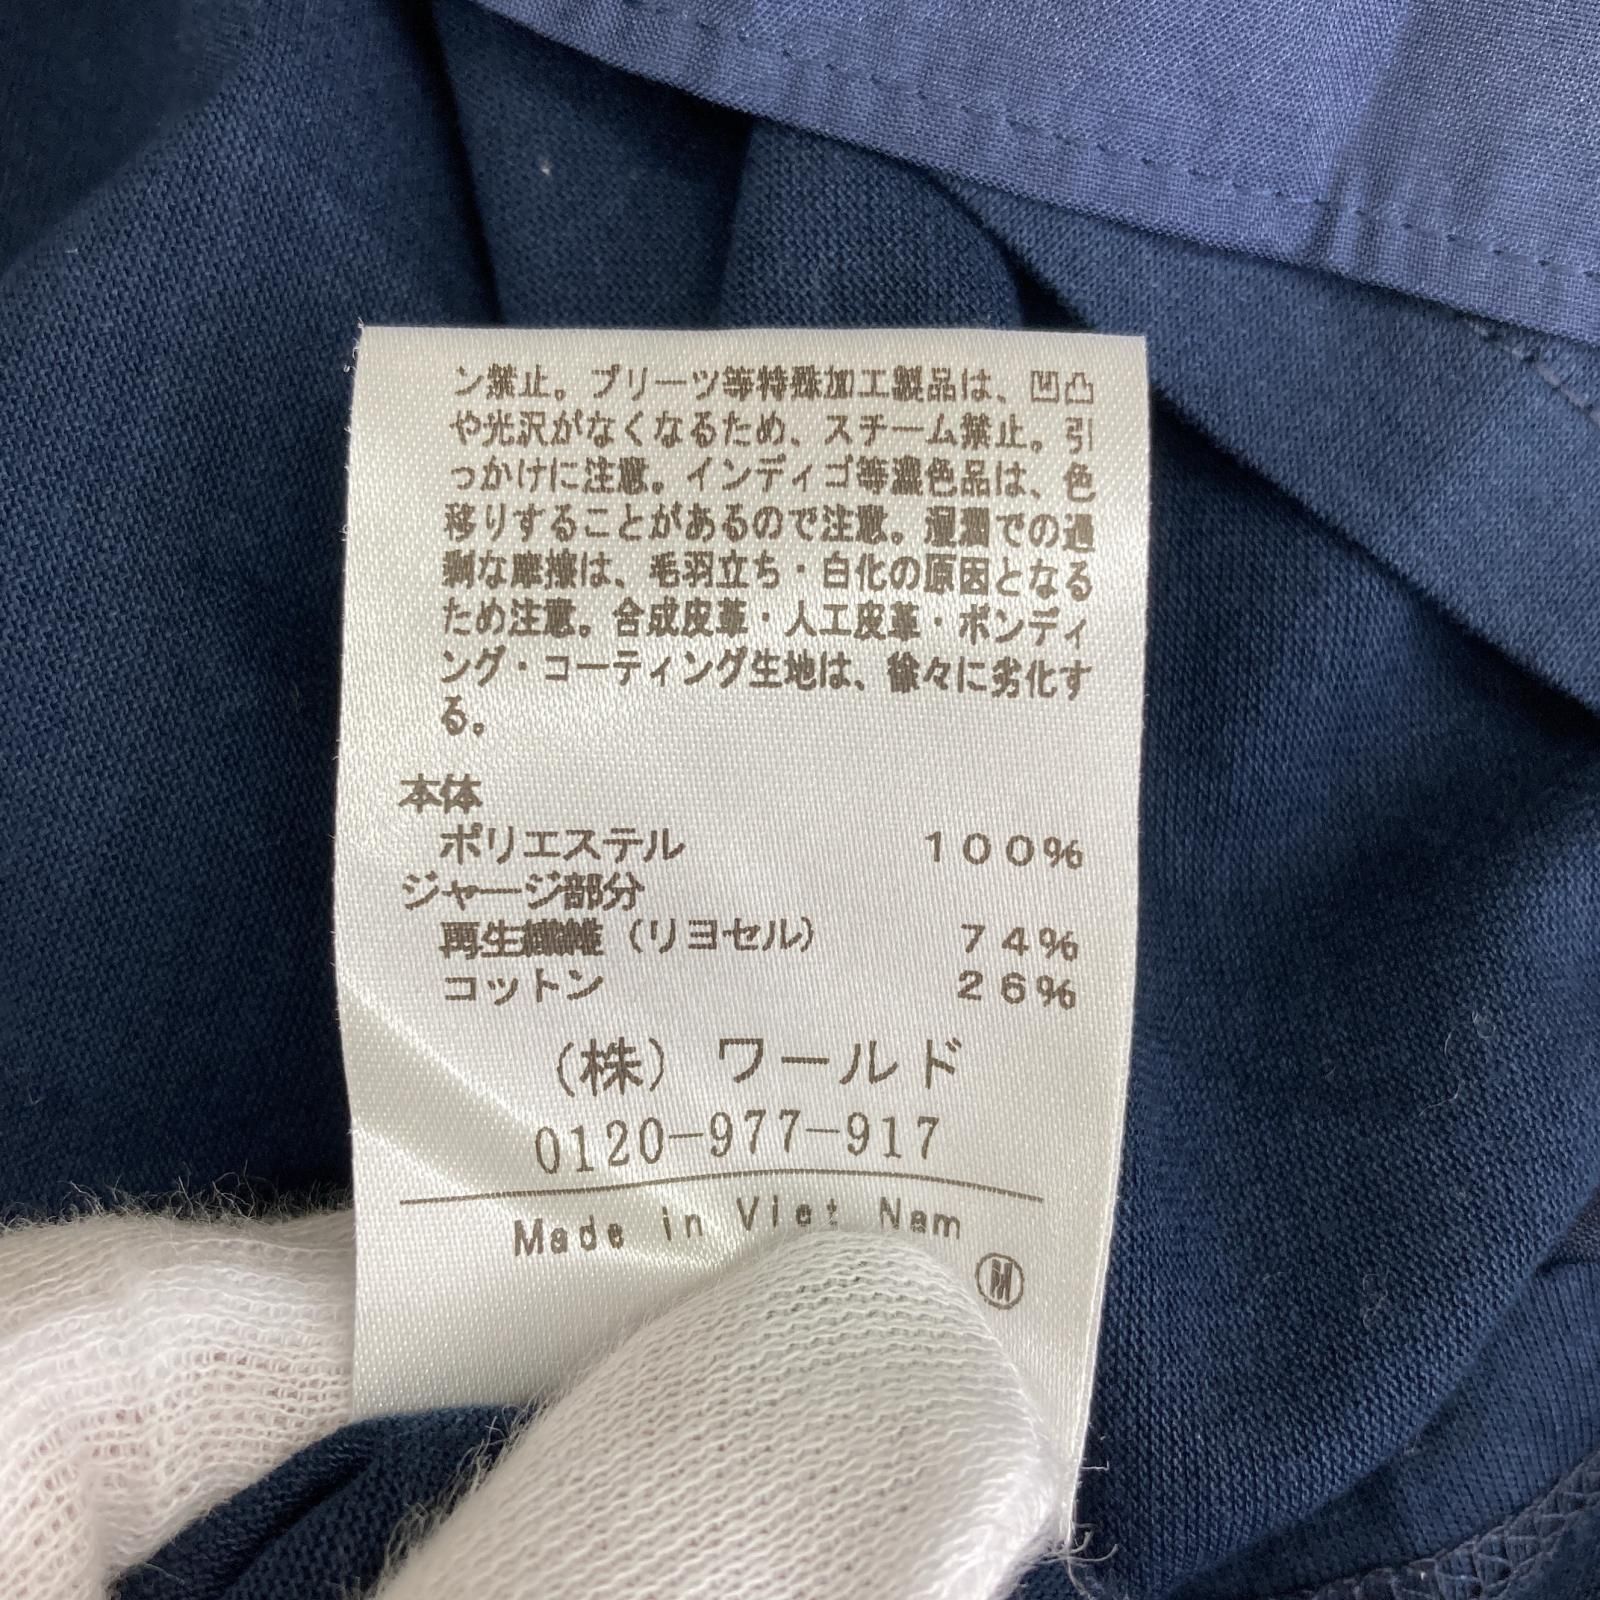 ン禁止。プリーツ等特殊加工製品は、凹凸
や光沢がなくなるため、スチーム禁止。引
っかけに注意。インディゴ等濃色品は、色
移りすることがあるので注意。湿潤での過
剰な摩擦は、毛羽立ち・白化の原因となる
ため注意。合成皮革・人工皮革・ボンディ
ング・コーティング生地は、徐々に劣化す
る。
本体
ポリエステル 100%
ジャージ部分
再生繊維(リヨセル) 74%
コットン 26%
(株) ワールド
0120-977-917
Made in Viet Nam